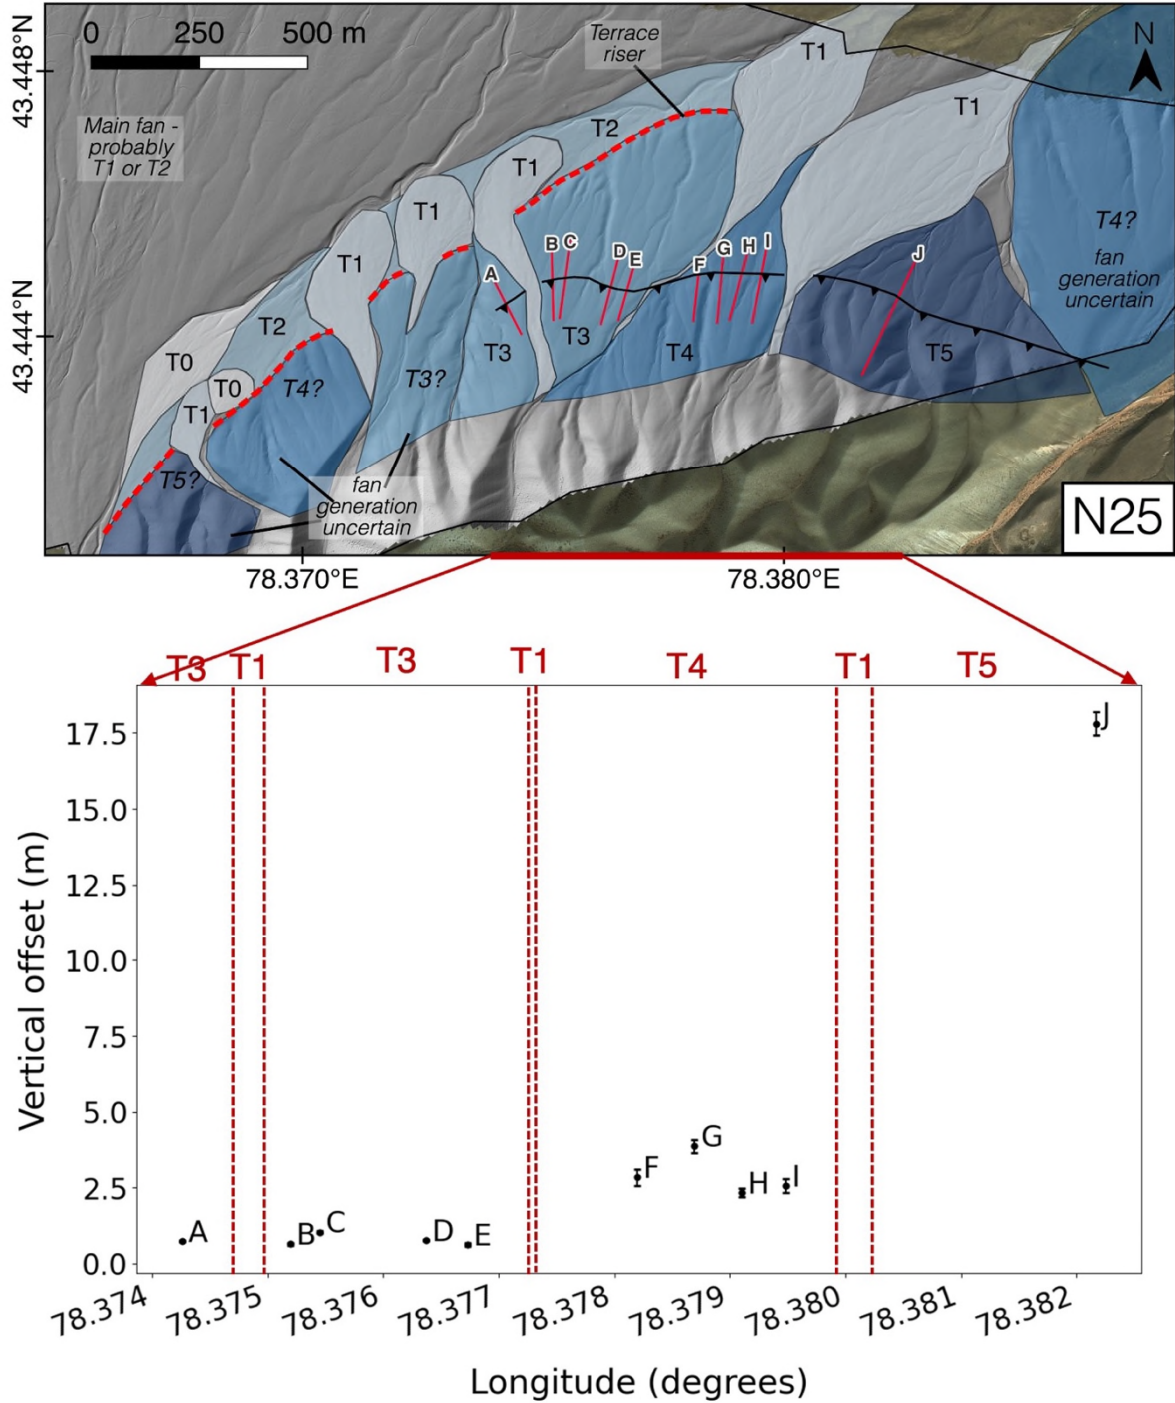 0 250 500 m
N
43.448°N
43.444°N
Main fan -
probably
T1 or T2
Terrace
riser
T1
T1
T2
T1
T1
T1
T2
T0
T0
T1
T5?
T4?
T3?
T3
T3
T4
T5
T4?
fan
generation
uncertain
A
B
C
D
E
F
G
H
I
J
fan
generation
uncertain
N25
78.370°E 78.380°E
T3 T1 T3 T1 T4 T1 T5
Vertical offset (m)
17.5
15.0
12.5
10.0
7.5
5.0
2.5
0.0
A
B
C
D
E
F
G
H
I
J
78.374 78.375 78.376 78.377 78.378 78.379 78.380 78.381 78.382
Longitude (degrees)